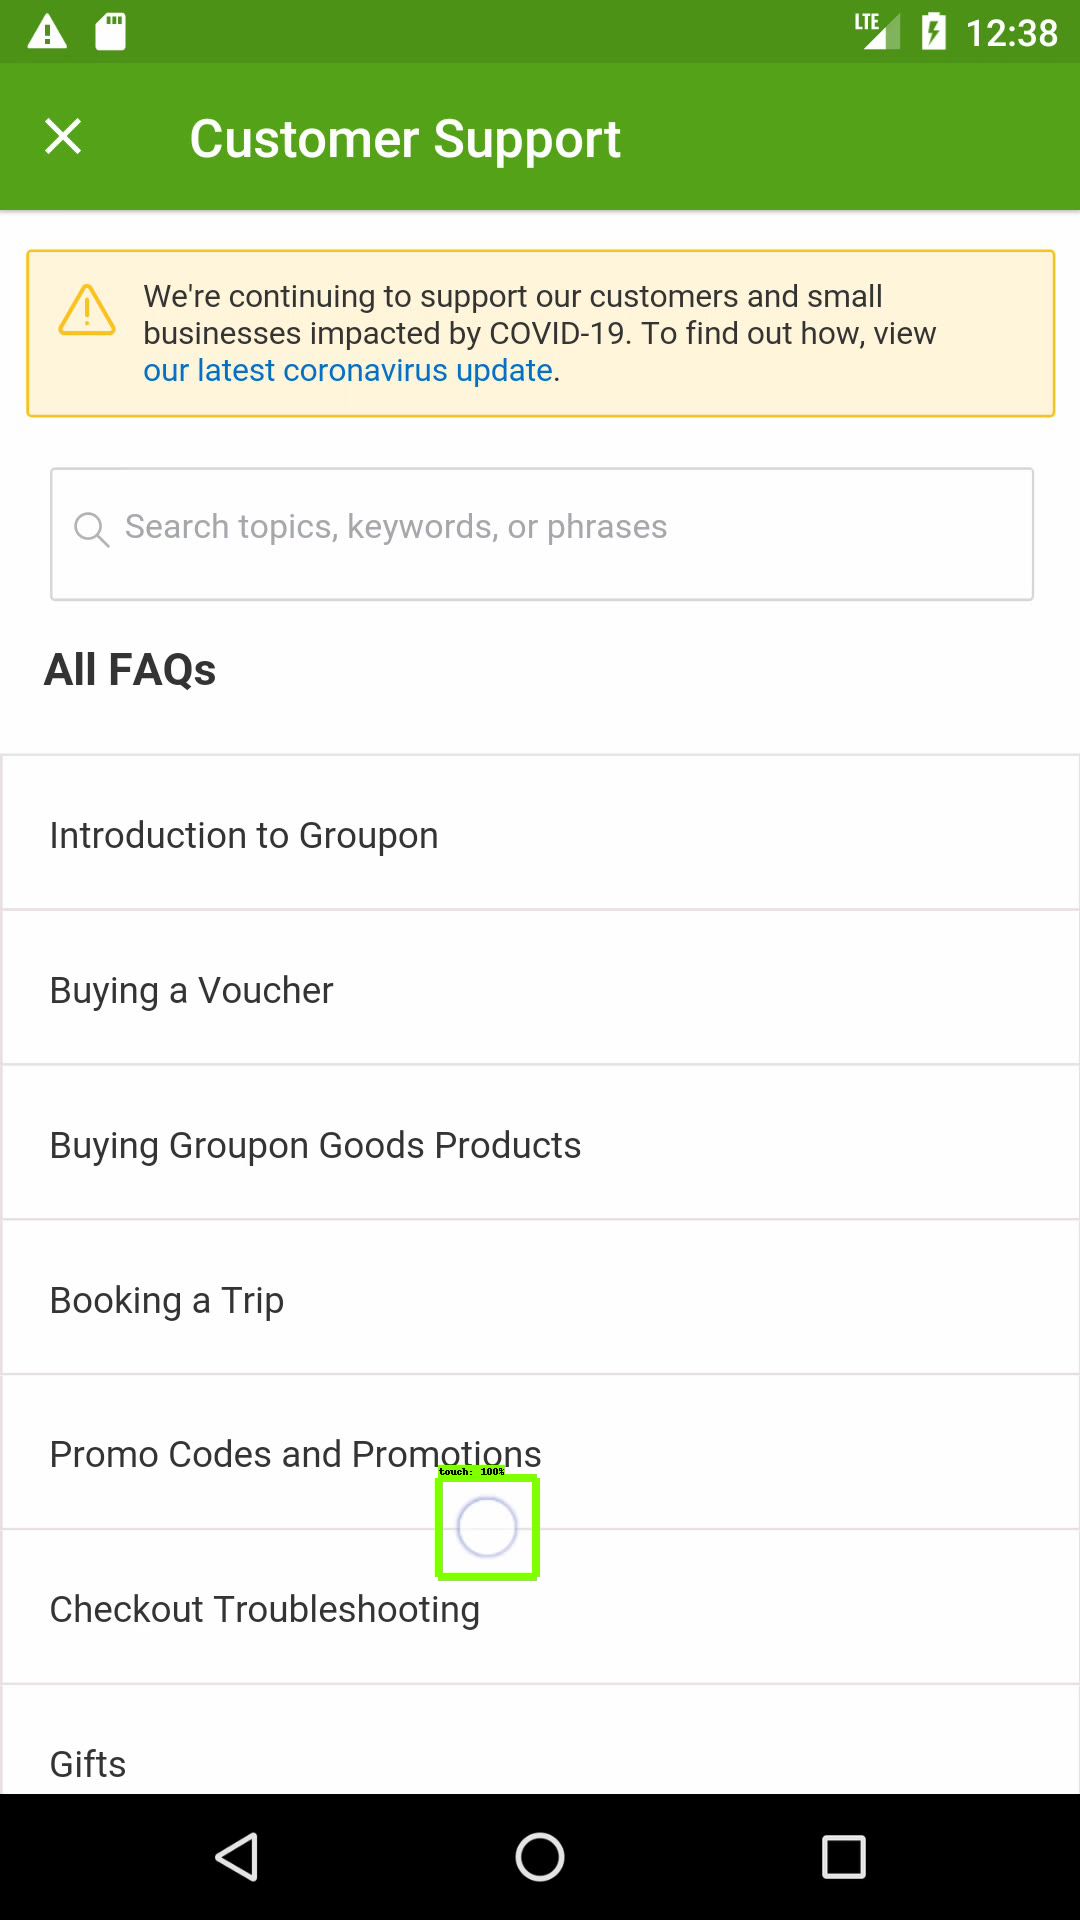 LTE 12:38
Customer Support
We're continuing to support our customers and small
businesses impacted by COVID-19. To find out how, view
our latest coronavirus update.
Search topics, keywords, or phrases
All FAQs
Introduction to Groupon
Buying a Voucher
Buying Groupon Goods Products
Booking a Trip
Promo Codes and Promotions
touch: 100%
Checkout Troubleshooting
Gifts